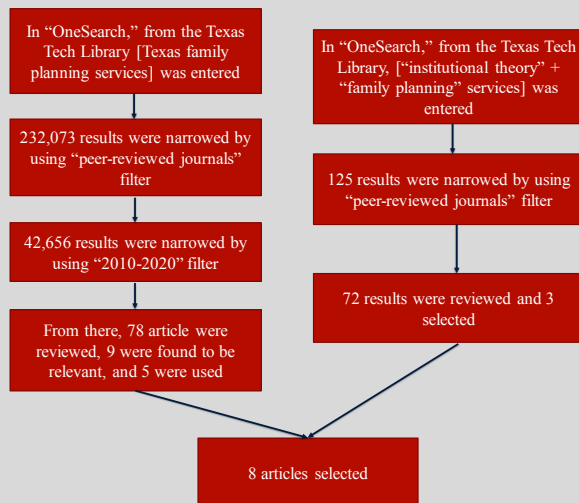 In “OneSearch,” from the Texas
Tech Library [Texas family
planning services] was entered
232,073 results were narrowed by
using “peer-reviewed journals”
filter
42,656 results were narrowed by
using “2010-2020” filter
From there, 78 article were
reviewed, 9 were found to be
relevant, and 5 were used
In “OneSearch,” from the Texas Tech
Library, [“institutional theory” +
“family planning” services] was
entered
125 results were narrowed by using
“peer-reviewed journals” filter
72 results were reviewed and 3
selected
8 articles selected